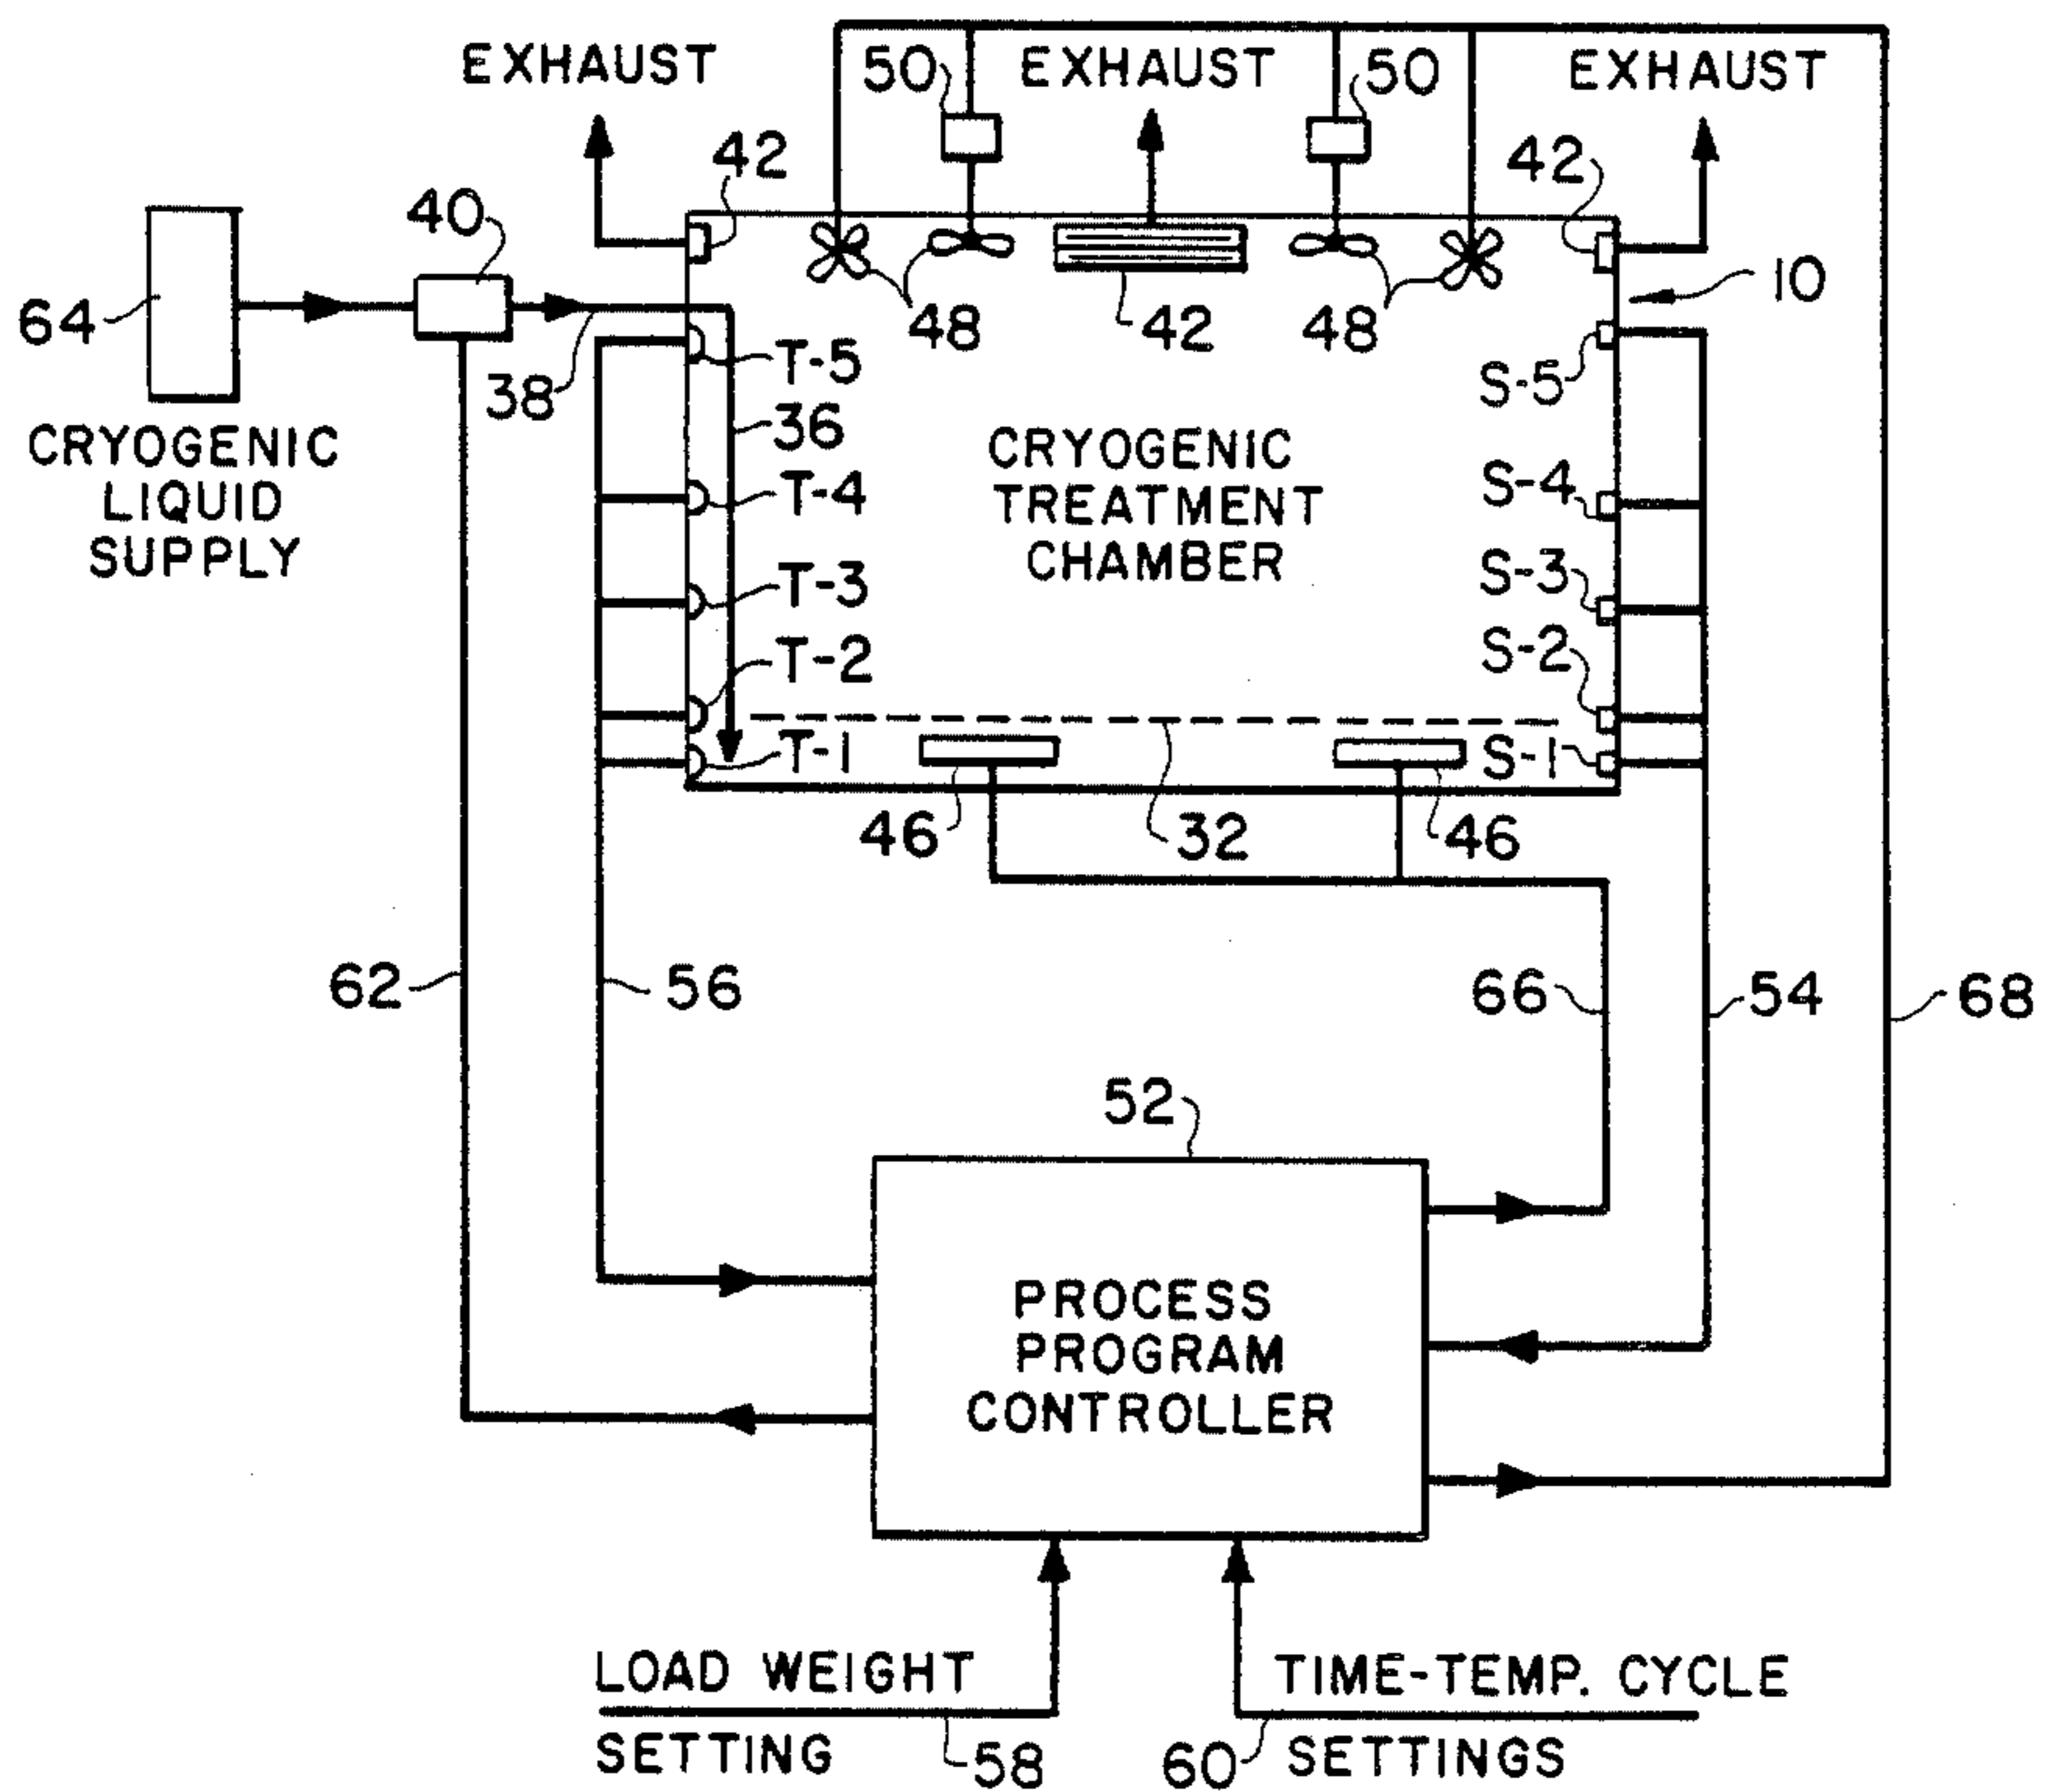 EXHAUST
50
EXHAUST
50
EXHAUST
42
42
40
10
64
48
42
48
38
T-5
S-5
36
CRYOGENIC
LIQUID
SUPPLY
CRYOGENIC
TREATMENT
CHAMBER
T-4
S-4
T-3
S-3
T-2
S-2
T-1
S-1
46
32
46
62
56
66
54
68
52
PROCESS
PROGRAM
CONTROLLER
LOAD WEIGHT
SETTING
58
TIME-TEMP. CYCLE
60
SETTINGS